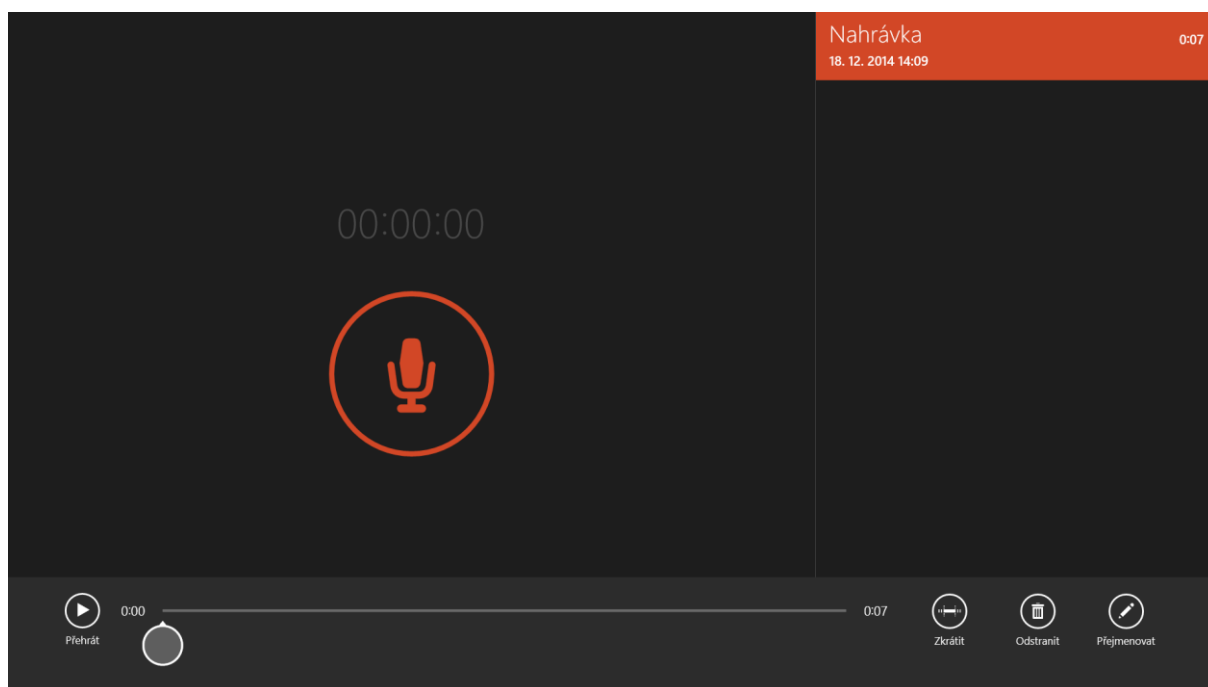 Nahrávka
0:07
18. 12. 2014 14:09
00:00:00
0:00
0:07
Přehrát
Zkrátit
Odstranit
Přejmenovat